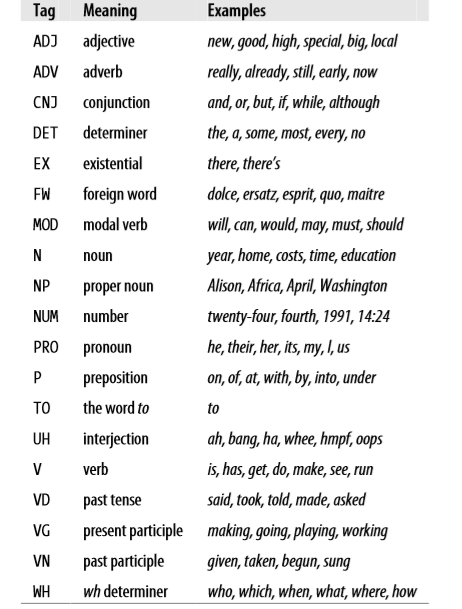 Tag Meaning Examples
ADJ adjective new, good, high, special, big, local
ADV adverb really, already, still, early, now
CNJ conjunction and, or, but, if, while, although
DET determiner the, a, some, most, every, no
EX existential there, there's
FW foreign word dolce, ersatz, esprit, quo, maitre
MOD modal verb will, can, would, may, must, should
N noun year, home, costs, time, education
NP proper noun Alison, Africa, April, Washington
NUM number twenty-four, fourth, 1991, 14:24
PRO pronoun he, their, her, its, my, I, us
P preposition on, of, at, with, by, into, under
TO the word to to
UH interjection ah, bang, ha, whee, hmpf, oops
V verb is, has, get, do, make, see, run
VD past tense said, took, told, made, asked
VG present participle making, going, playing, working
VN past participle given, taken, begun, sung
WH wh determiner who, which, when, what, where, how